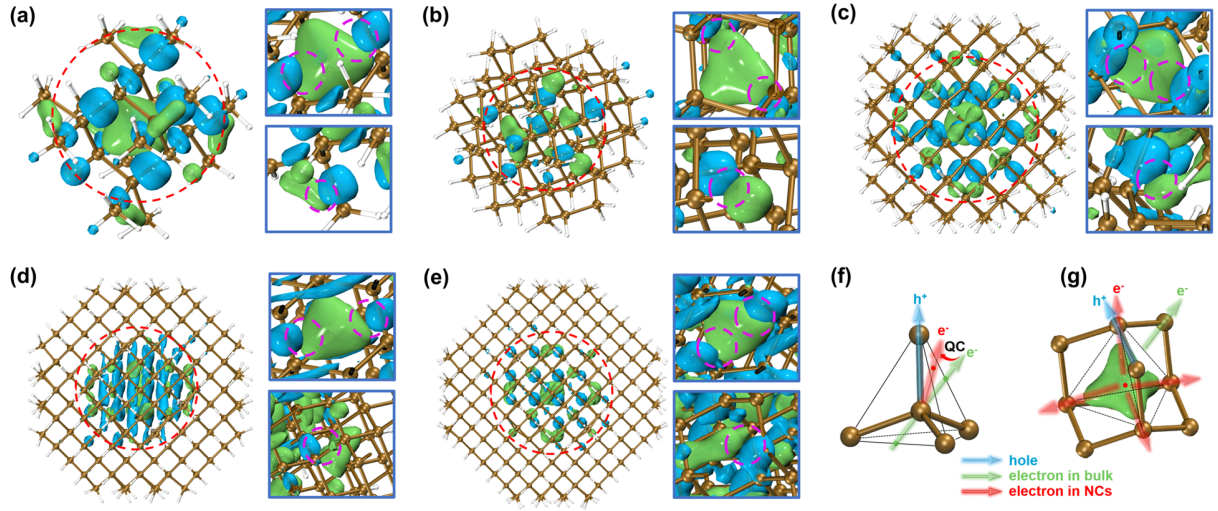 (a)
(b)
(c)
(d)
(e)
(f)
(g)
h⁺
e⁻
QC
e⁻
e⁻
h⁺
e⁻
hole
electron in bulk
electron in NCs